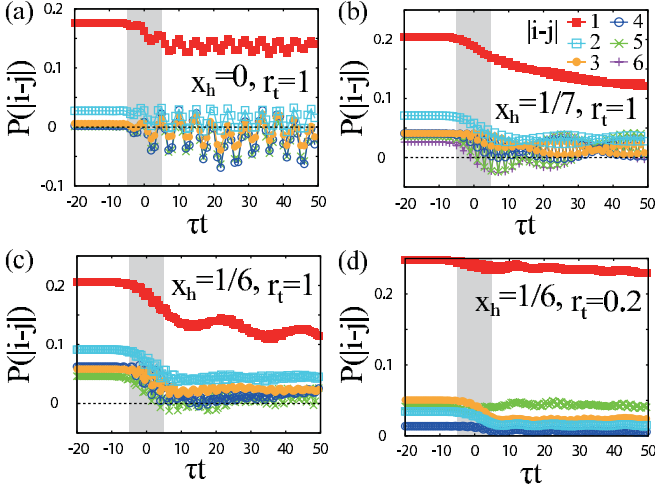 (a)
P(|i-j|)
0.1
0
-0.1
-20 -10 0 10 20 30 40 50
τt
x_h=0, r_t=1
(b)
P(|i-j|)
0.2
0.1
0
-20 -10 0 10 20 30 40 50
τt
x_h=1/7, r_t=1
|i-j|
1
2
3
4
5
6
(c)
P(|i-j|)
0.2
0.1
0
-20 -10 0 10 20 30 40 50
τt
x_h=1/6, r_t=1
(d)
P(|i-j|)
0.2
0.1
0
-20 -10 0 10 20 30 40 50
τt
x_h=1/6, r_t=0.2